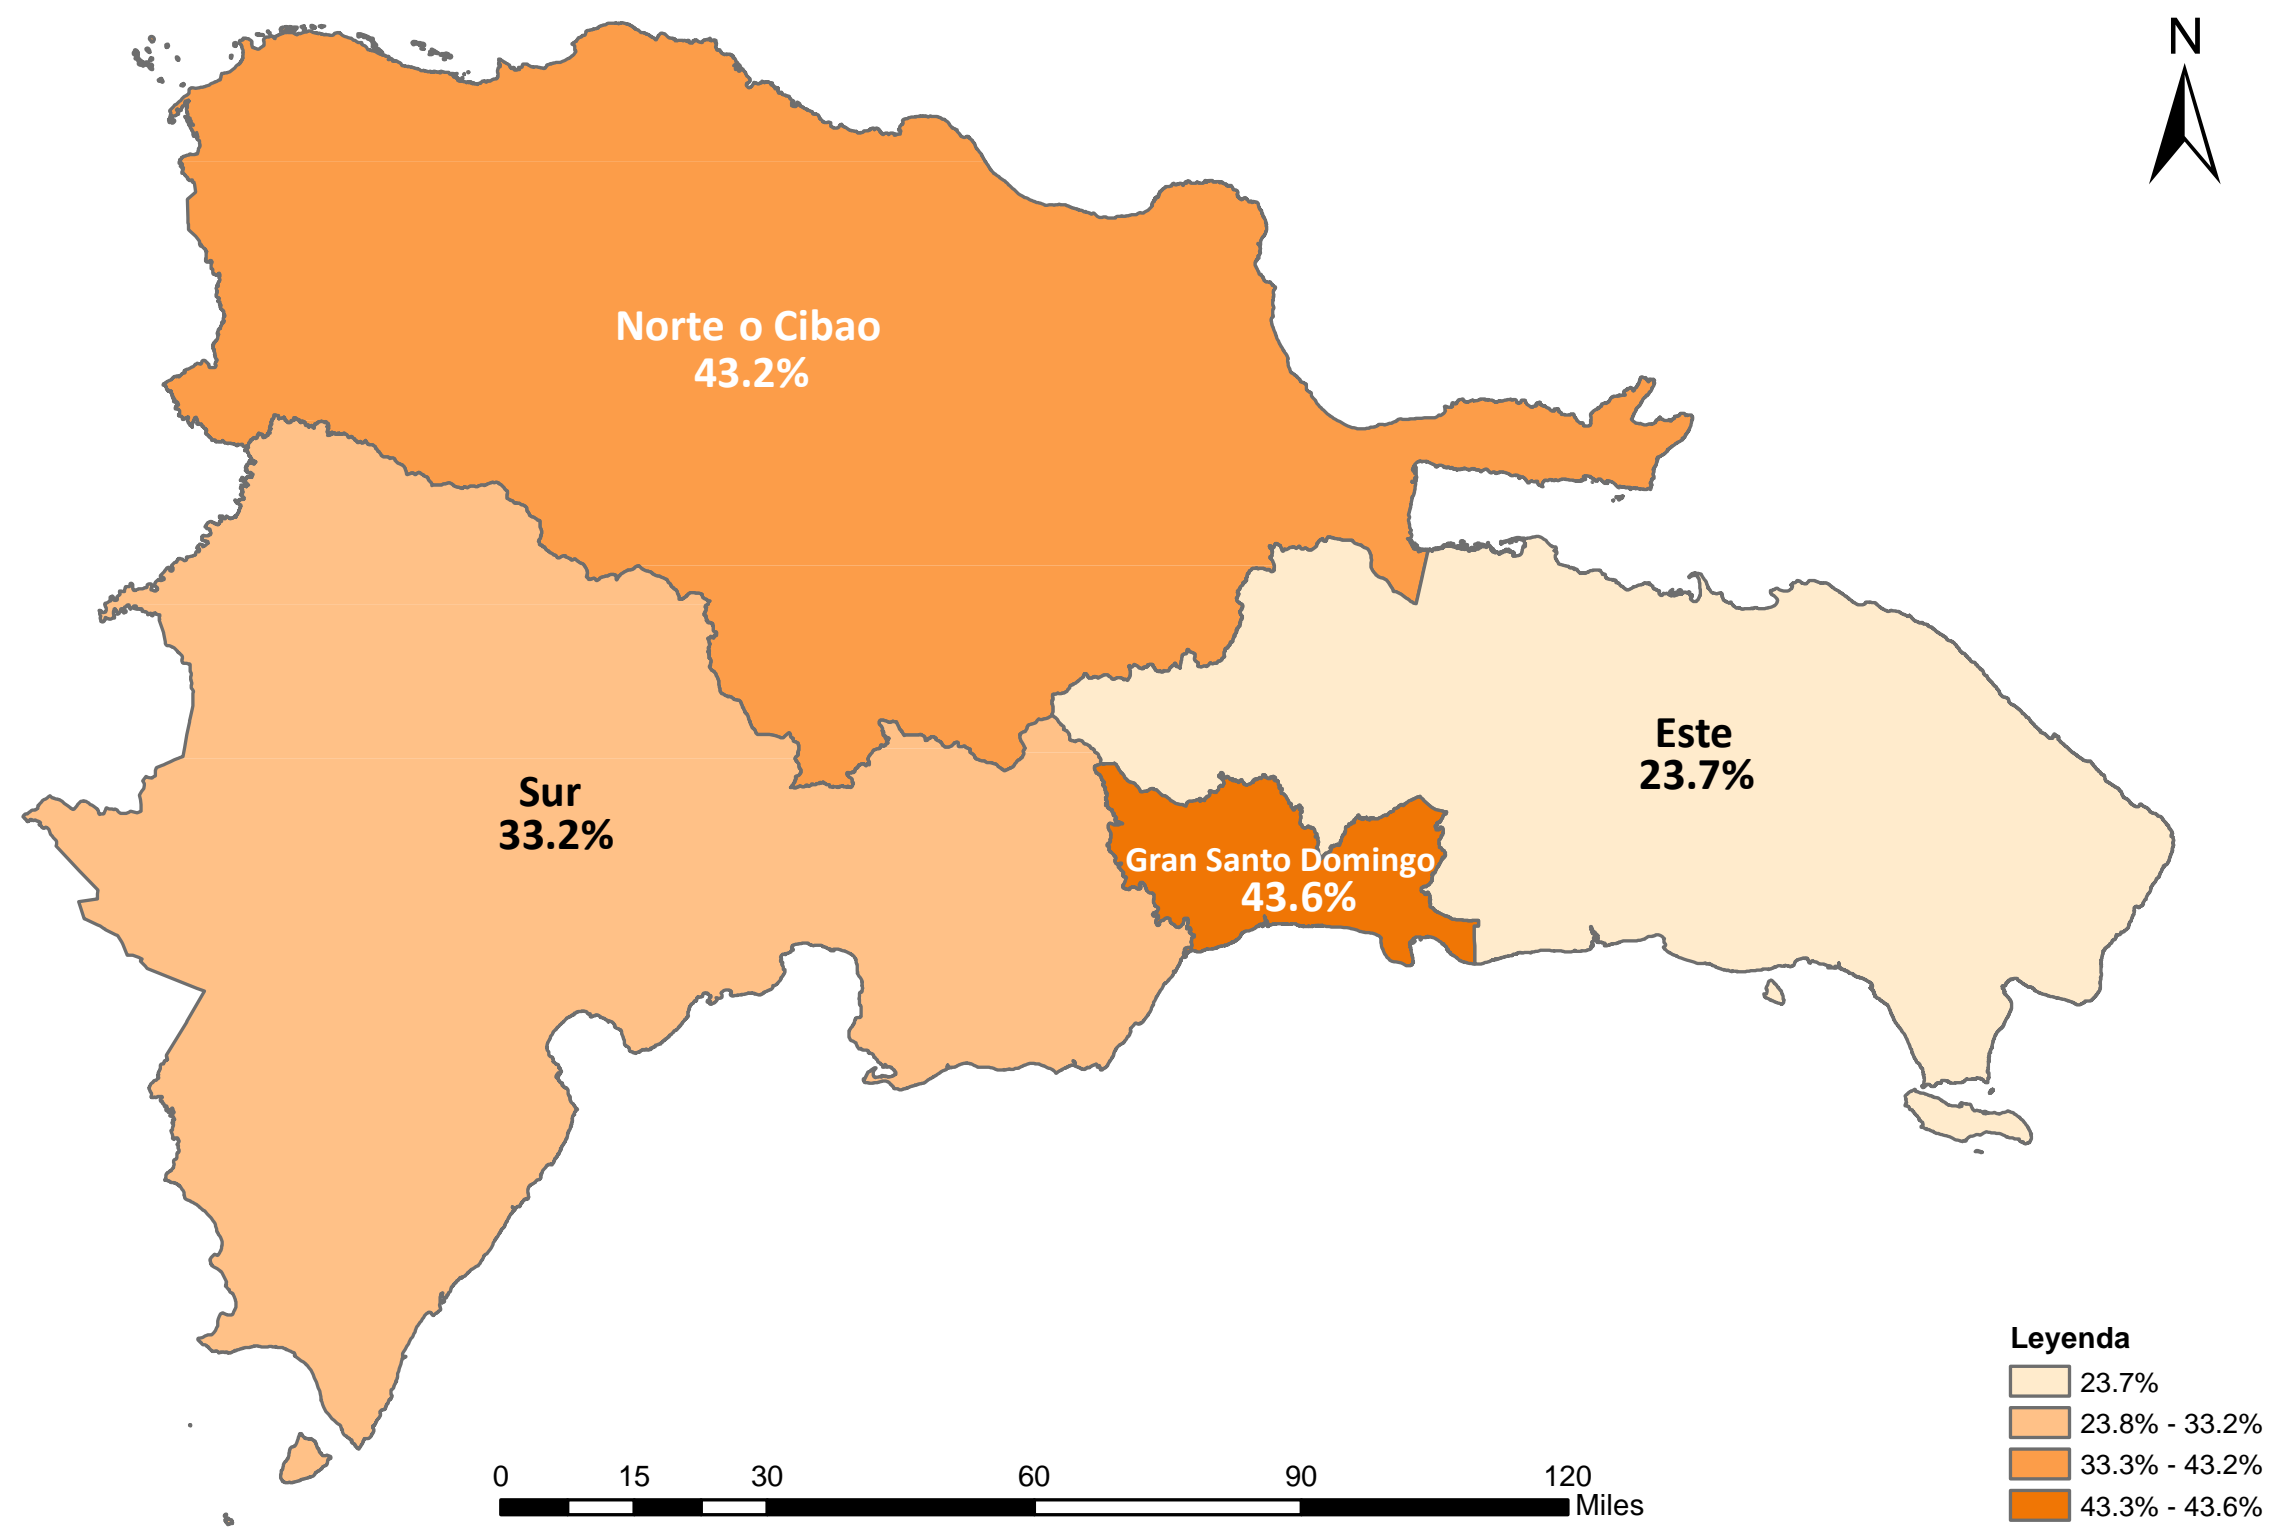 N
Norte o Cibao
43.2%
Este
23.7%
Sur
33.2%
Gran Santo Domingo
43.6%
Leyenda
23.7%
23.8% - 33.2%
33.3% - 43.2%
43.3% - 43.6%
0 15 30 60 90 120
Miles